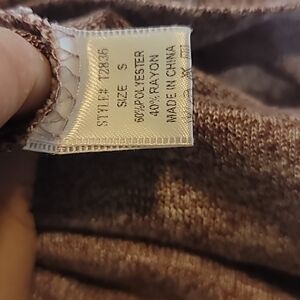 STYLE# T2836
SIZE S
60%POLYESTER
40%RAYON
MADE IN CHINA